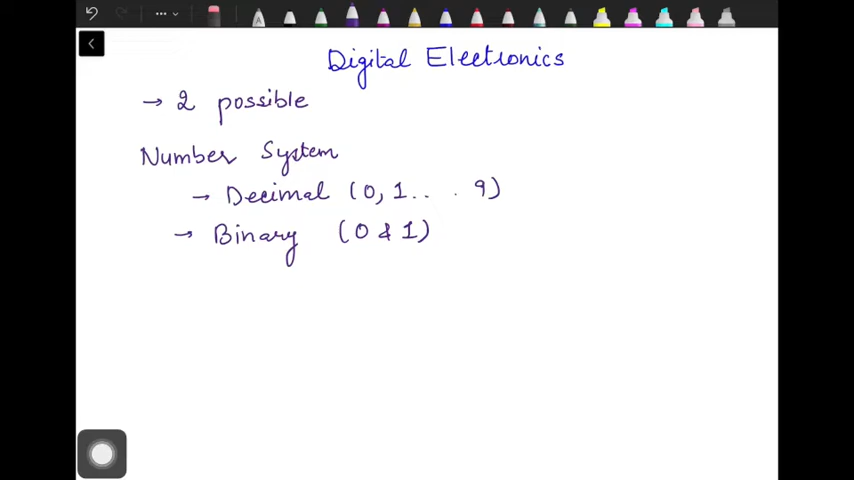 Digital Electronics
→ 2 possible
Number System
→ Decimal (0, 1.. . 9)
→ Binary (0 & 1)